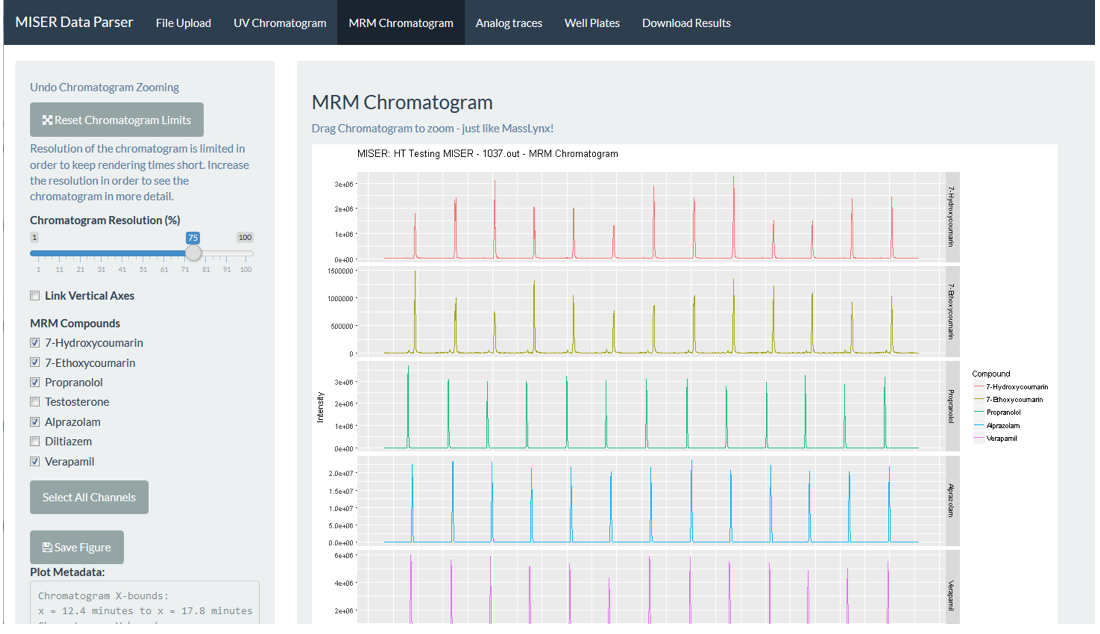 MISER Data Parser File Upload UV Chromatogram MRM Chromatogram Analog traces Well Plates Download Results
Undo Chromatogram Zooming
Reset Chromatogram Limits
Resolution of the chromatogram is limited in
order to keep rendering times short. Increase
the resolution in order to see the
chromatogram in more detail.
Chromatogram Resolution (%)
1 75 100
1 11 21 31 41 51 61 71 81 91 100
Link Vertical Axes
MRM Compounds
7-Hydroxycoumarin
7-Ethoxycoumarin
Propranolol
Testosterone
Alprazolam
Diltiazem
Verapamil
Select All Channels
Save Figure
Plot Metadata:
Chromatogram X-bounds:
x = 12.4 minutes to x = 17.8 minutes
MRM Chromatogram
Drag Chromatogram to zoom - just like MassLynx!
MISER: HT Testing MISER - 1037.out - MRM Chromatogram
Intensity
3e+06
2e+06
1e+06
0e+00
7-Hydroxycoumarin
1500000
1000000
500000
0
7-Ethoxycoumarin
3e+06
2e+06
1e+06
0e+00
Propranolol
2.0e+07
1.5e+07
1.0e+07
5.0e+06
0.0e+00
Alprazolam
6e+06
4e+06
2e+06
Verapamil
Compound
7-Hydroxycoumarin
7-Ethoxycoumarin
Propranolol
Alprazolam
Verapamil